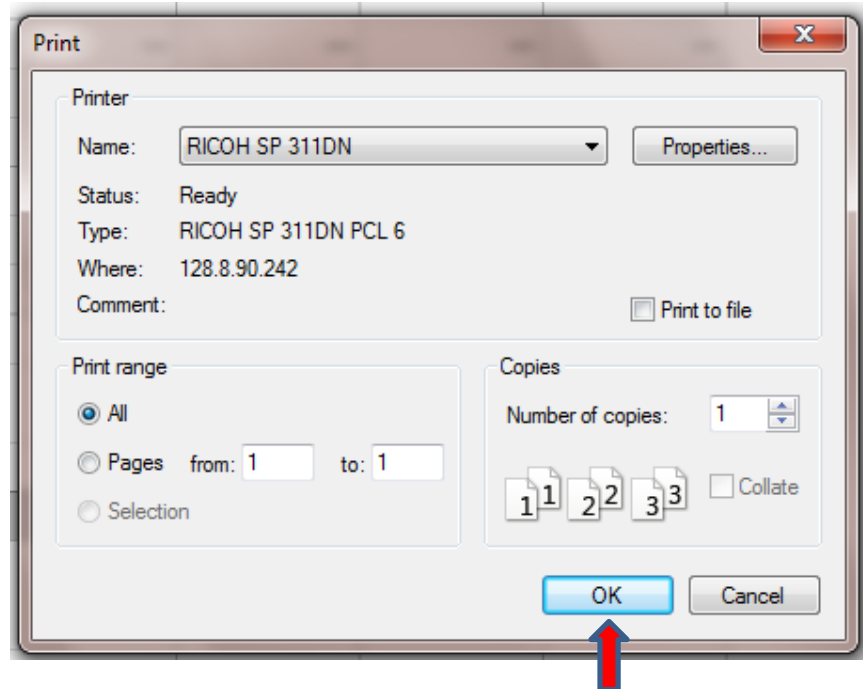 Print
Printer
Name: RICOH SP 311DN Properties...
Status: Ready
Type: RICOH SP 311DN PCL 6
Where: 128.8.90.242
Comment: Print to file
Print range
All
Pages from: 1 to: 1
Selection
Copies
Number of copies: 1
1 1 2 2 3 3 Collate
OK Cancel